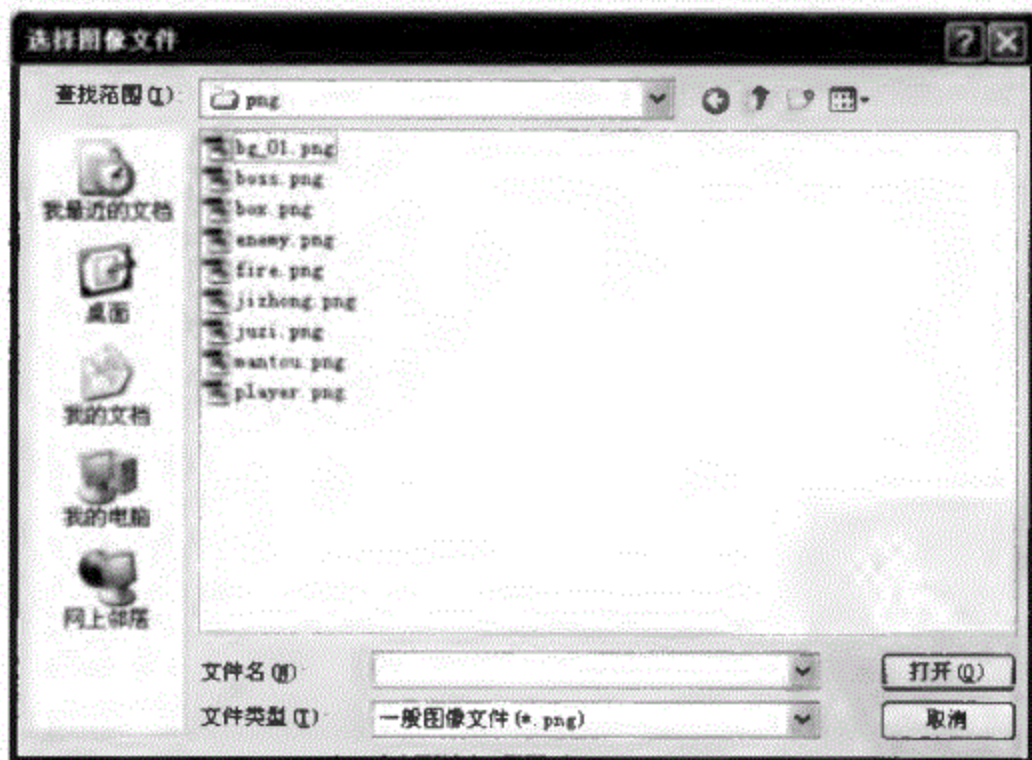 选择图像文件
查找范围(I):
png
bg_01.png
boss.png
box.png
enemy.png
fire.png
jizhong.png
juzi.png
mantou.png
player.png
我最近的文档
桌面
我的文档
我的电脑
网上邻居
文件名(N):
打开(O)
文件类型(T):
一般图像文件(*.png)
取消